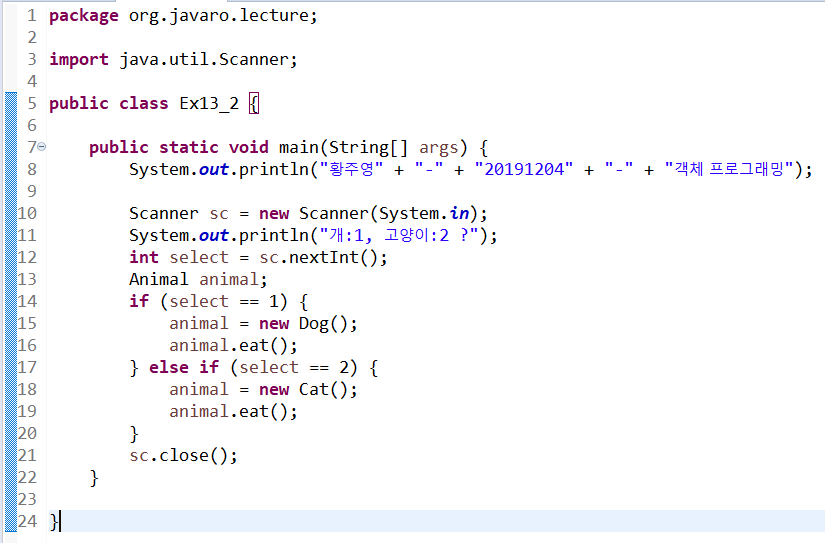 1 package org.javaro.lecture;
2
3 import java.util.Scanner;
4
5 public class Ex13_2 {
6
7 public static void main(String[] args) {
8 System.out.println("황주영" + "-" + "20191204" + "-" + "객체 프로그래밍");
9
10 Scanner sc = new Scanner(System.in);
11 System.out.println("개:1, 고양이:2 ?");
12 int select = sc.nextInt();
13 Animal animal;
14 if (select == 1) {
15 animal = new Dog();
16 animal.eat();
17 } else if (select == 2) {
18 animal = new Cat();
19 animal.eat();
20 }
21 sc.close();
22 }
23
24 }